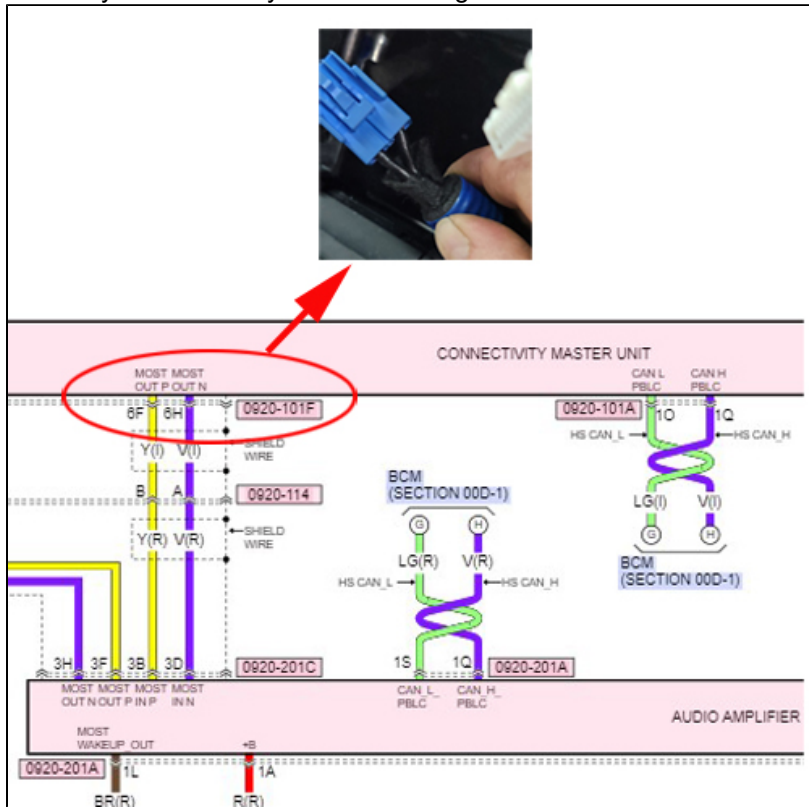 CONNECTIVITY MASTER UNIT
MOST MOST
OUT P OUT N
CAN L CAN H
PBLC PBLC
6F 6H 0920-101F
0920-101A 1O 1Q
HS CAN_L HS CAN_H
Y(I) V(I)
SHIELD
WIRE
B A 0920-114
BCM
(SECTION 00D-1)
G H
LG(I) V(I)
G H
BCM
(SECTION 00D-1)
Y(R) V(R)
SHIELD
WIRE
LG(R) V(R)
HS CAN_L HS CAN_H
3H 3F 3B 3D 0920-201C
1S 1Q 0920-201A
MOST MOST MOST MOST
OUT N OUT P IN P IN N
CAN_L_ CAN_H_
PBLC PBLC
AUDIO AMPLIFIER
MOST
WAKEUP_OUT
+B
0920-201A 1L 1A
BR(R) R(R)